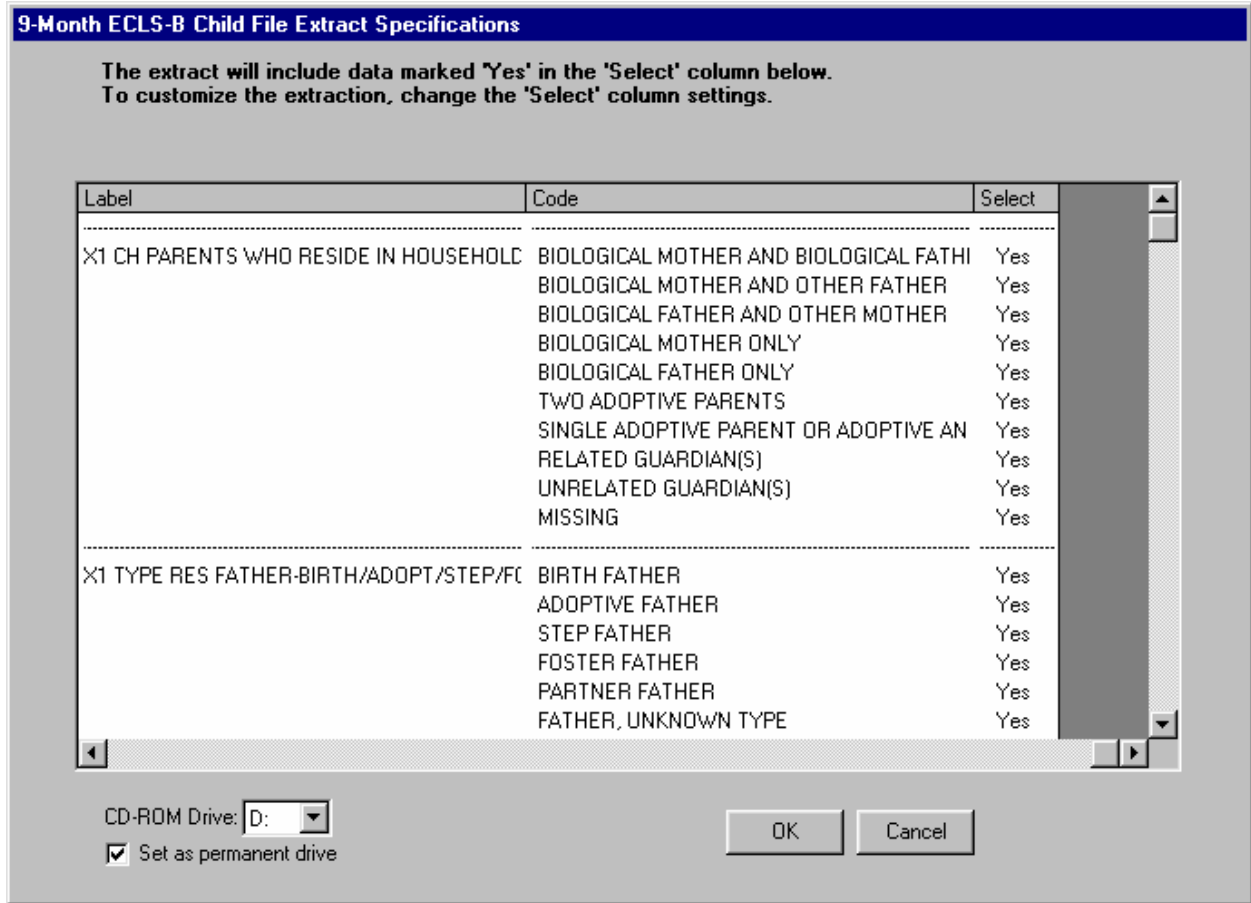 9-Month ECLS-B Child File Extract Specifications
The extract will include data marked 'Yes' in the 'Select' column below.
To customize the extraction, change the 'Select' column settings.
Label Code Select
X1 CH PARENTS WHO RESIDE IN HOUSEHOLD BIOLOGICAL MOTHER AND BIOLOGICAL FATHI Yes
BIOLOGICAL MOTHER AND OTHER FATHER Yes
BIOLOGICAL FATHER AND OTHER MOTHER Yes
BIOLOGICAL MOTHER ONLY Yes
BIOLOGICAL FATHER ONLY Yes
TWO ADOPTIVE PARENTS Yes
SINGLE ADOPTIVE PARENT OR ADOPTIVE AN Yes
RELATED GUARDIAN(S) Yes
UNRELATED GUARDIAN(S) Yes
MISSING Yes
X1 TYPE RES FATHER-BIRTH/ADOPT/STEP/FO BIRTH FATHER Yes
ADOPTIVE FATHER Yes
STEP FATHER Yes
FOSTER FATHER Yes
PARTNER FATHER Yes
FATHER, UNKNOWN TYPE Yes
CD-ROM Drive: D: OK Cancel
Set as permanent drive